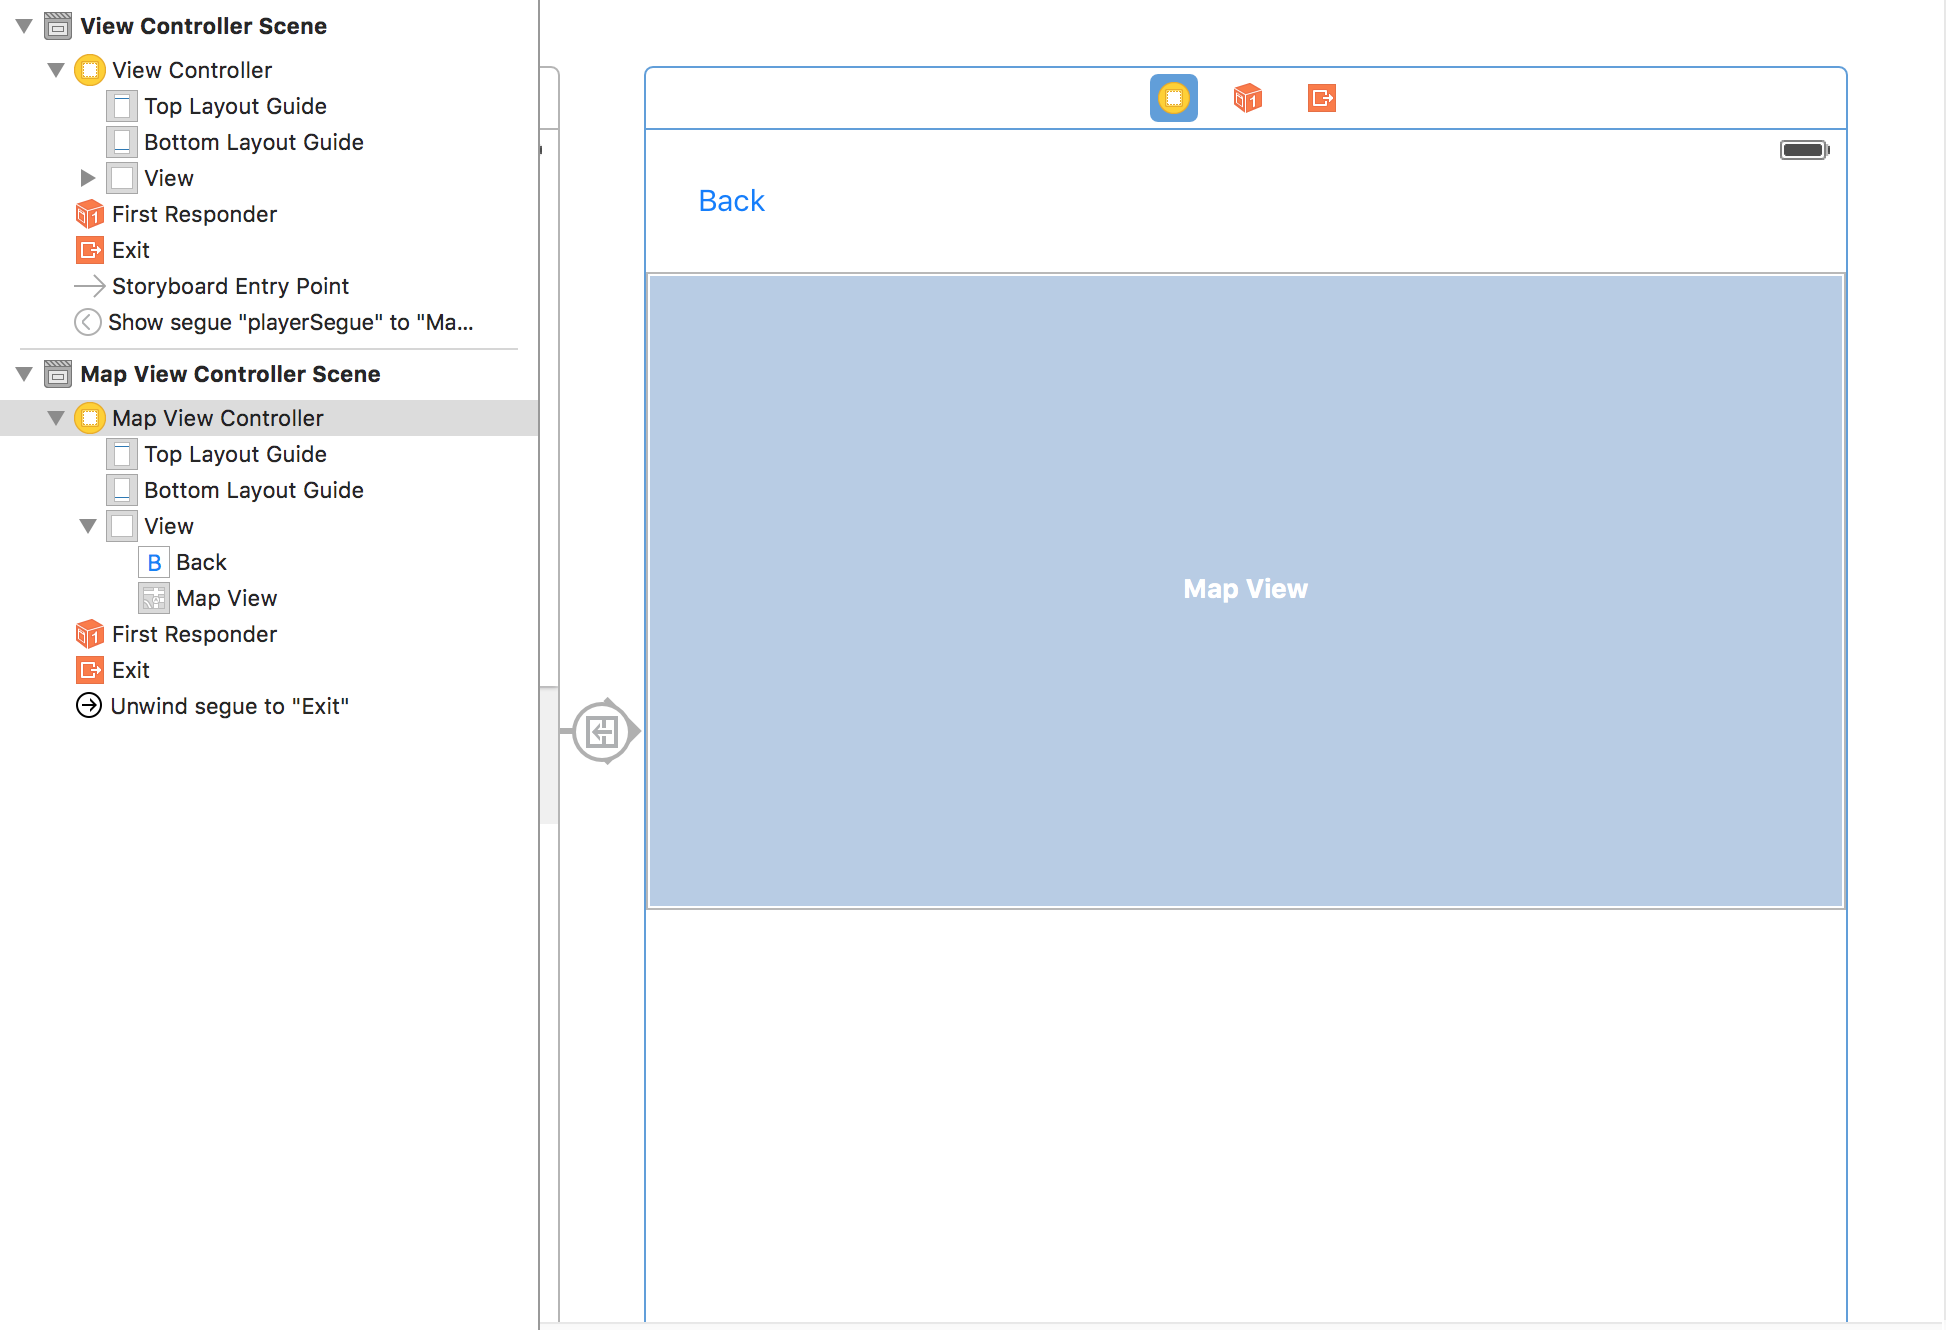 View Controller Scene
View Controller
Top Layout Guide
Bottom Layout Guide
View
First Responder
Exit
Storyboard Entry Point
Show segue "playerSegue" to "Ma...
Map View Controller Scene
Map View Controller
Top Layout Guide
Bottom Layout Guide
View
B Back
Map View
First Responder
Exit
Unwind segue to "Exit"
Back
Map View